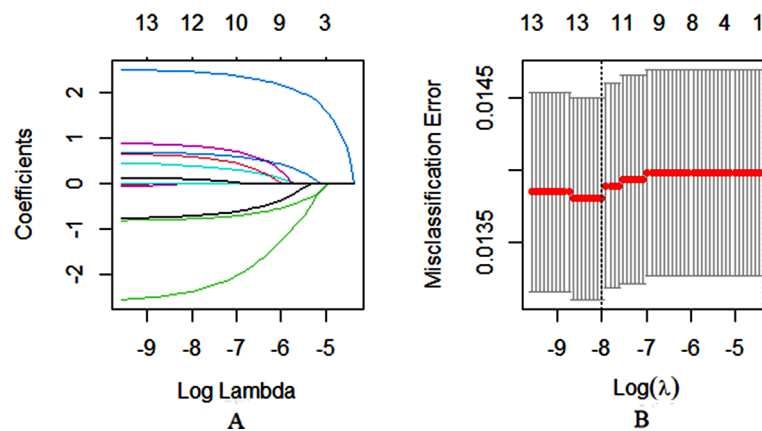 13 12 10 9 3
Coefficients
2
1
0
-1
-2
-9 -8 -7 -6 -5
Log Lambda
A
13 13 11 9 8 4 1
Misclassification Error
0.0145
0.0135
-9 -8 -7 -6 -5
Log(λ)
B